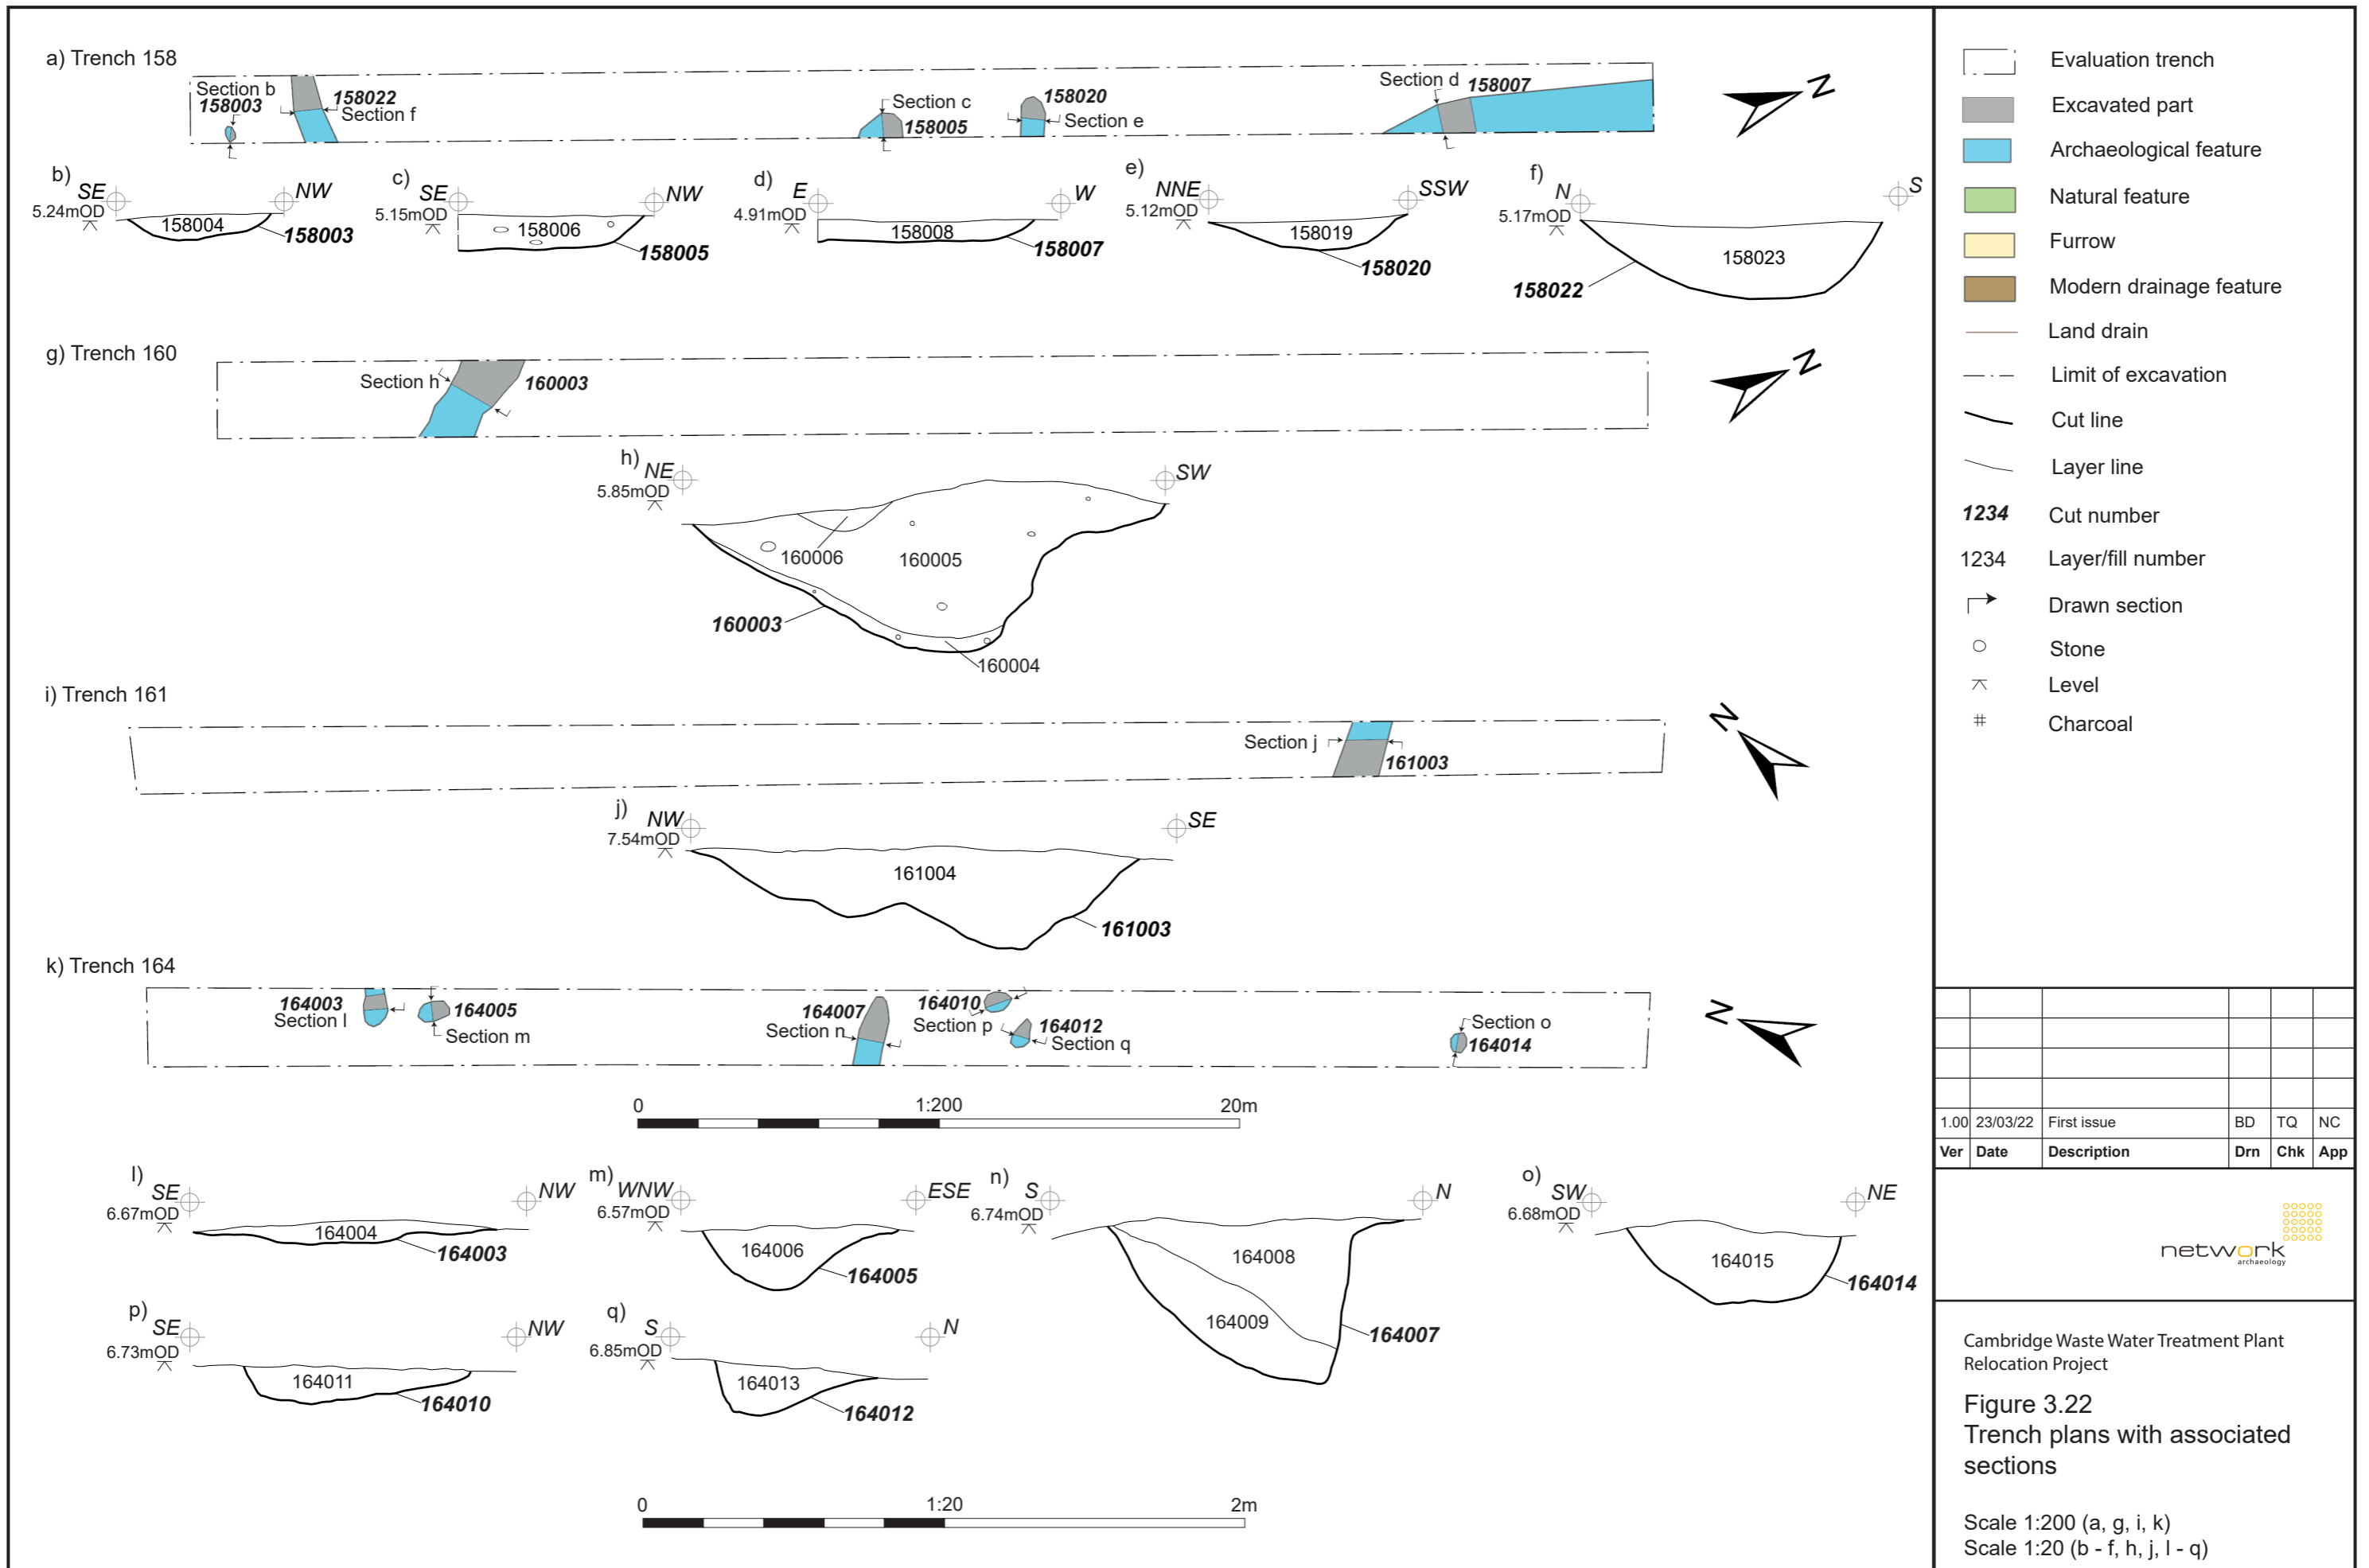 a) Trench 158
Section b
158003
158022
Section f
Section c
158005
158020
Section e
Section d
158007
N
b)
SE
NW
5.24mOD
158004
158003
c)
SE
NW
5.15mOD
158006
158005
d)
E
W
4.91mOD
158008
158007
e)
NNE
SSW
5.12mOD
158019
158020
f)
N
S
5.17mOD
158023
158022
g) Trench 160
Section h
160003
N
h)
NE
SW
5.85mOD
160006
160005
160003
160004
i) Trench 161
Section j
161003
N
j)
NW
SE
7.54mOD
161004
161003
k) Trench 164
164003
Section l
164005
Section m
164007
Section n
164010
Section p
164012
Section q
Section o
164014
N
0 1:200 20m
l)
SE
NW
6.67mOD
164004
164003
m)
WNW
ESE
6.57mOD
164006
164005
n)
S
N
6.74mOD
164008
164009
164007
o)
SW
NE
6.68mOD
164015
164014
p)
SE
NW
6.73mOD
164011
164010
q)
S
N
6.85mOD
164013
164012
0 1:20 2m
Evaluation trench
Excavated part
Archaeological feature
Natural feature
Furrow
Modern drainage feature
Land drain
Limit of excavation
Cut line
Layer line
1234 Cut number
1234 Layer/fill number
Drawn section
Stone
Level
Charcoal
1.00 23/03/22 First issue BD TQ NC
Ver Date Description Drn Chk App
network
archaeology
Cambridge Waste Water Treatment Plant
Relocation Project
Figure 3.22
Trench plans with associated
sections
Scale 1:200 (a, g, i, k)
Scale 1:20 (b - f, h, j, l - q)